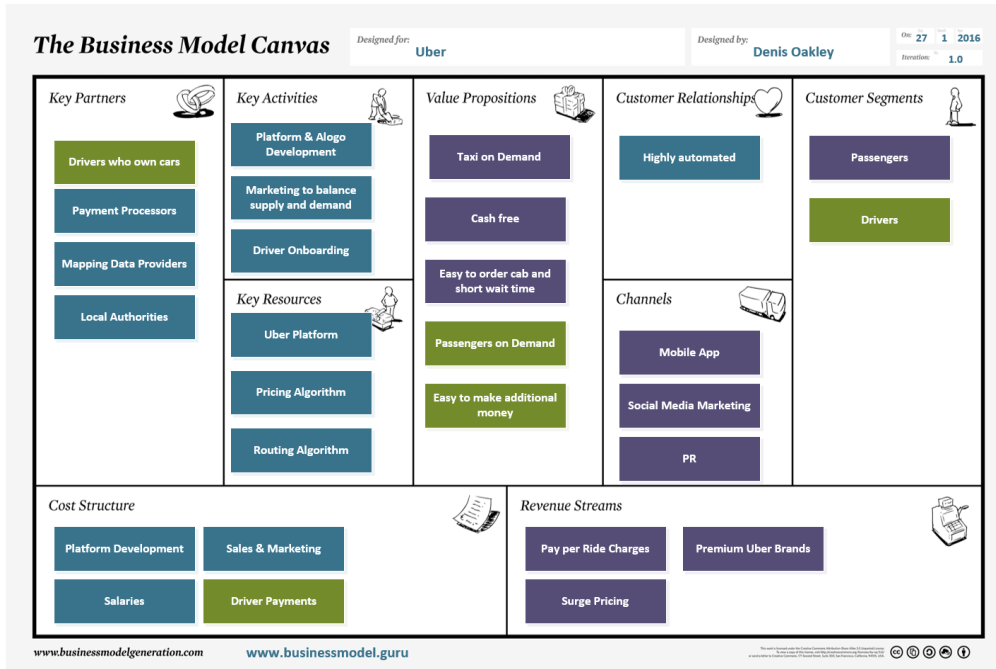 The Business Model Canvas
Designed for:
Uber
Designed by:
Denis Oakley
On: 27 1 2016
Iteration: 1.0
Key Partners
Drivers who own cars
Payment Processors
Mapping Data Providers
Local Authorities
Key Activities
Platform & Alogo
Development
Marketing to balance
supply and demand
Driver Onboarding
Key Resources
Uber Platform
Pricing Algorithm
Routing Algorithm
Value Propositions
Taxi on Demand
Cash free
Easy to order cab and
short wait time
Passengers on Demand
Easy to make additional
money
Customer Relationships
Highly automated
Channels
Mobile App
Social Media Marketing
PR
Customer Segments
Passengers
Drivers
Cost Structure
Platform Development
Sales & Marketing
Salaries
Driver Payments
Revenue Streams
Pay per Ride Charges
Premium Uber Brands
Surge Pricing
www.businessmodelgeneration.com
www.businessmodel.guru